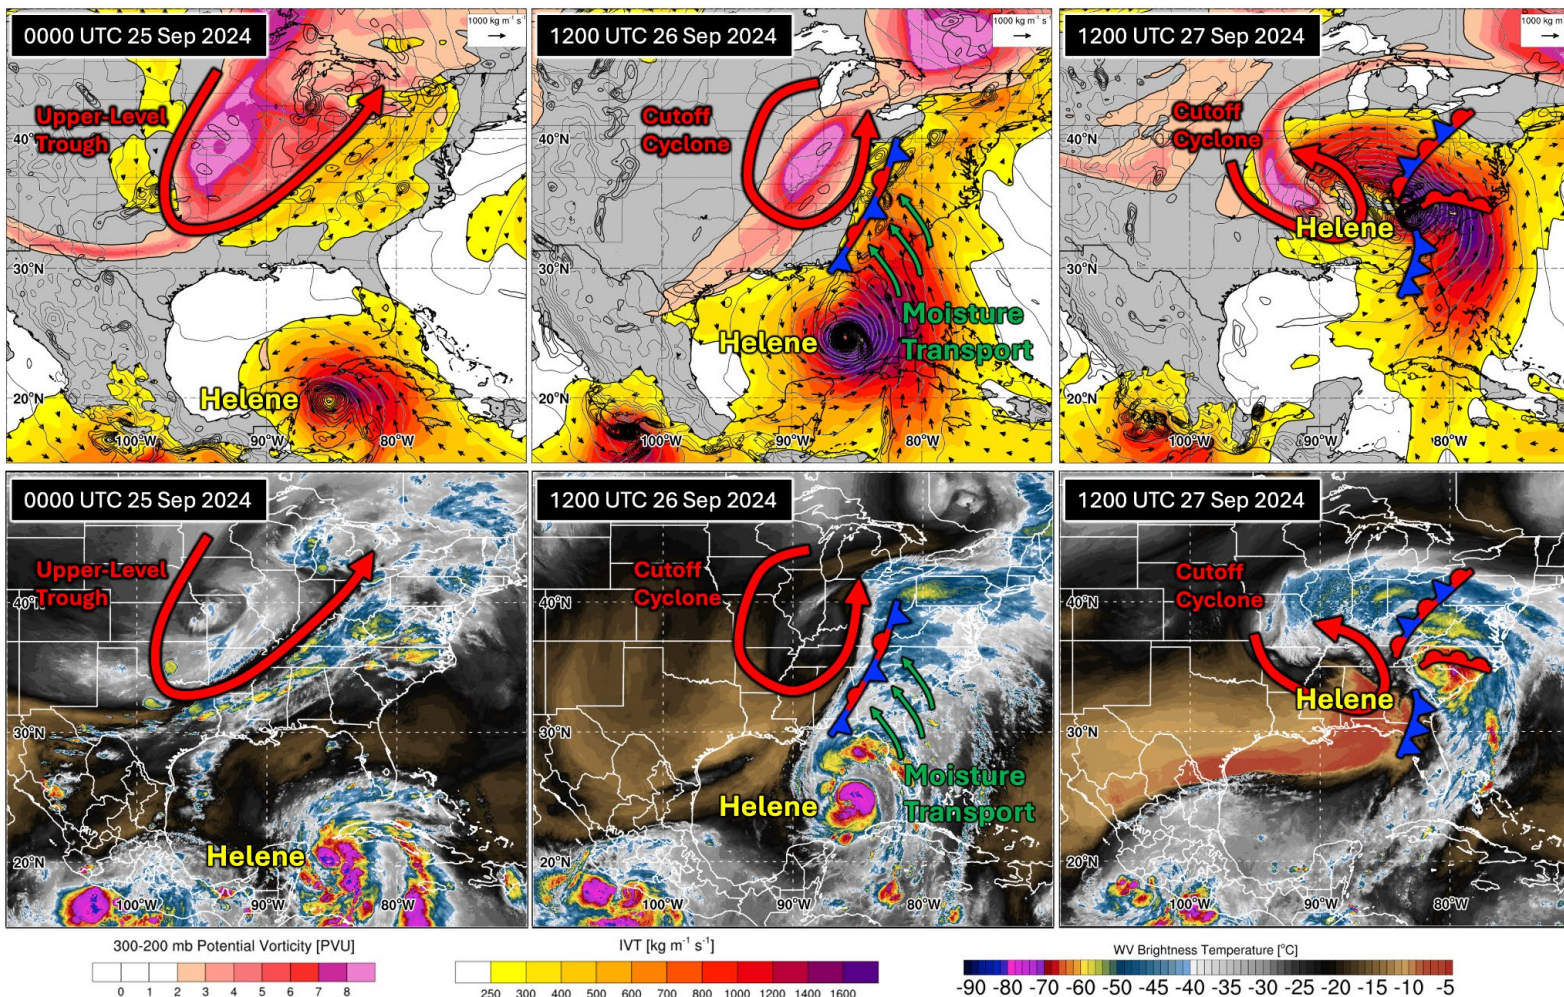 0000 UTC 25 Sep 2024
1000 kg m⁻¹ s⁻¹
Upper-Level
Trough
40°N
30°N
Helene
20°N
100°W
90°W
80°W
1200 UTC 26 Sep 2024
1000 kg m⁻¹ s⁻¹
Cutoff
Cyclone
40°N
30°N
Moisture
Transport
Helene
20°N
100°W
90°W
80°W
1200 UTC 27 Sep 2024
1000 kg m
Cutoff
Cyclone
40°N
Helene
30°N
20°N
100°W
90°W
80°W
0000 UTC 25 Sep 2024
Upper-Level
Trough
40°N
30°N
Helene
20°N
100°W
90°W
80°W
1200 UTC 26 Sep 2024
Cutoff
Cyclone
40°N
30°N
Moisture
Transport
Helene
20°N
100°W
90°W
80°W
1200 UTC 27 Sep 2024
Cutoff
Cyclone
40°N
Helene
30°N
20°N
100°W
90°W
80°W
300-200 mb Potential Vorticity [PVU]
0 1 2 3 4 5 6 7 8
IVT [kg m⁻¹ s⁻¹]
250 300 400 500 600 700 800 1000 1200 1400 1600
WV Brightness Temperature [°C]
-90 -80 -70 -60 -50 -45 -40 -35 -30 -25 -20 -15 -10 -5